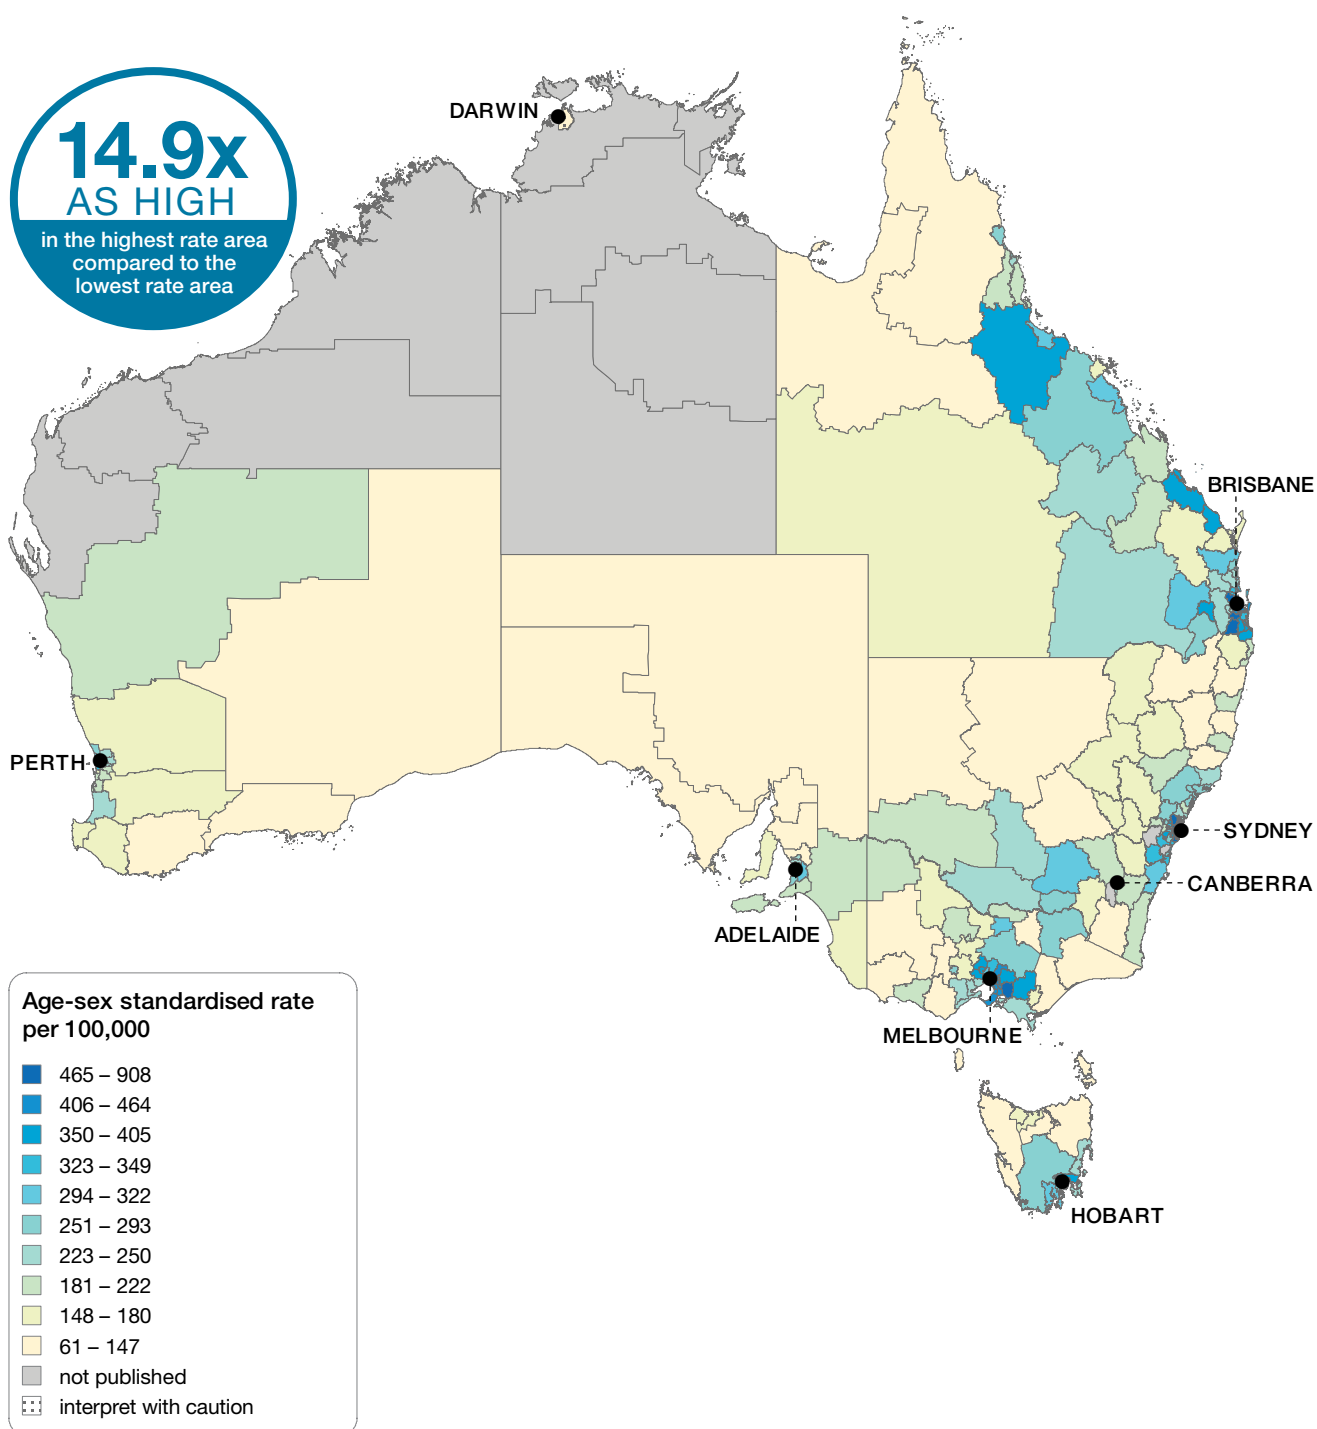 14.9x
AS HIGH
in the highest rate area
compared to the
lowest rate area
DARWIN
BRISBANE
PERTH
SYDNEY
CANBERRA
ADELAIDE
MELBOURNE
HOBART
Age-sex standardised rate
per 100,000
465 – 908
406 – 464
350 – 405
323 – 349
294 – 322
251 – 293
223 – 250
181 – 222
148 – 180
61 – 147
not published
interpret with caution